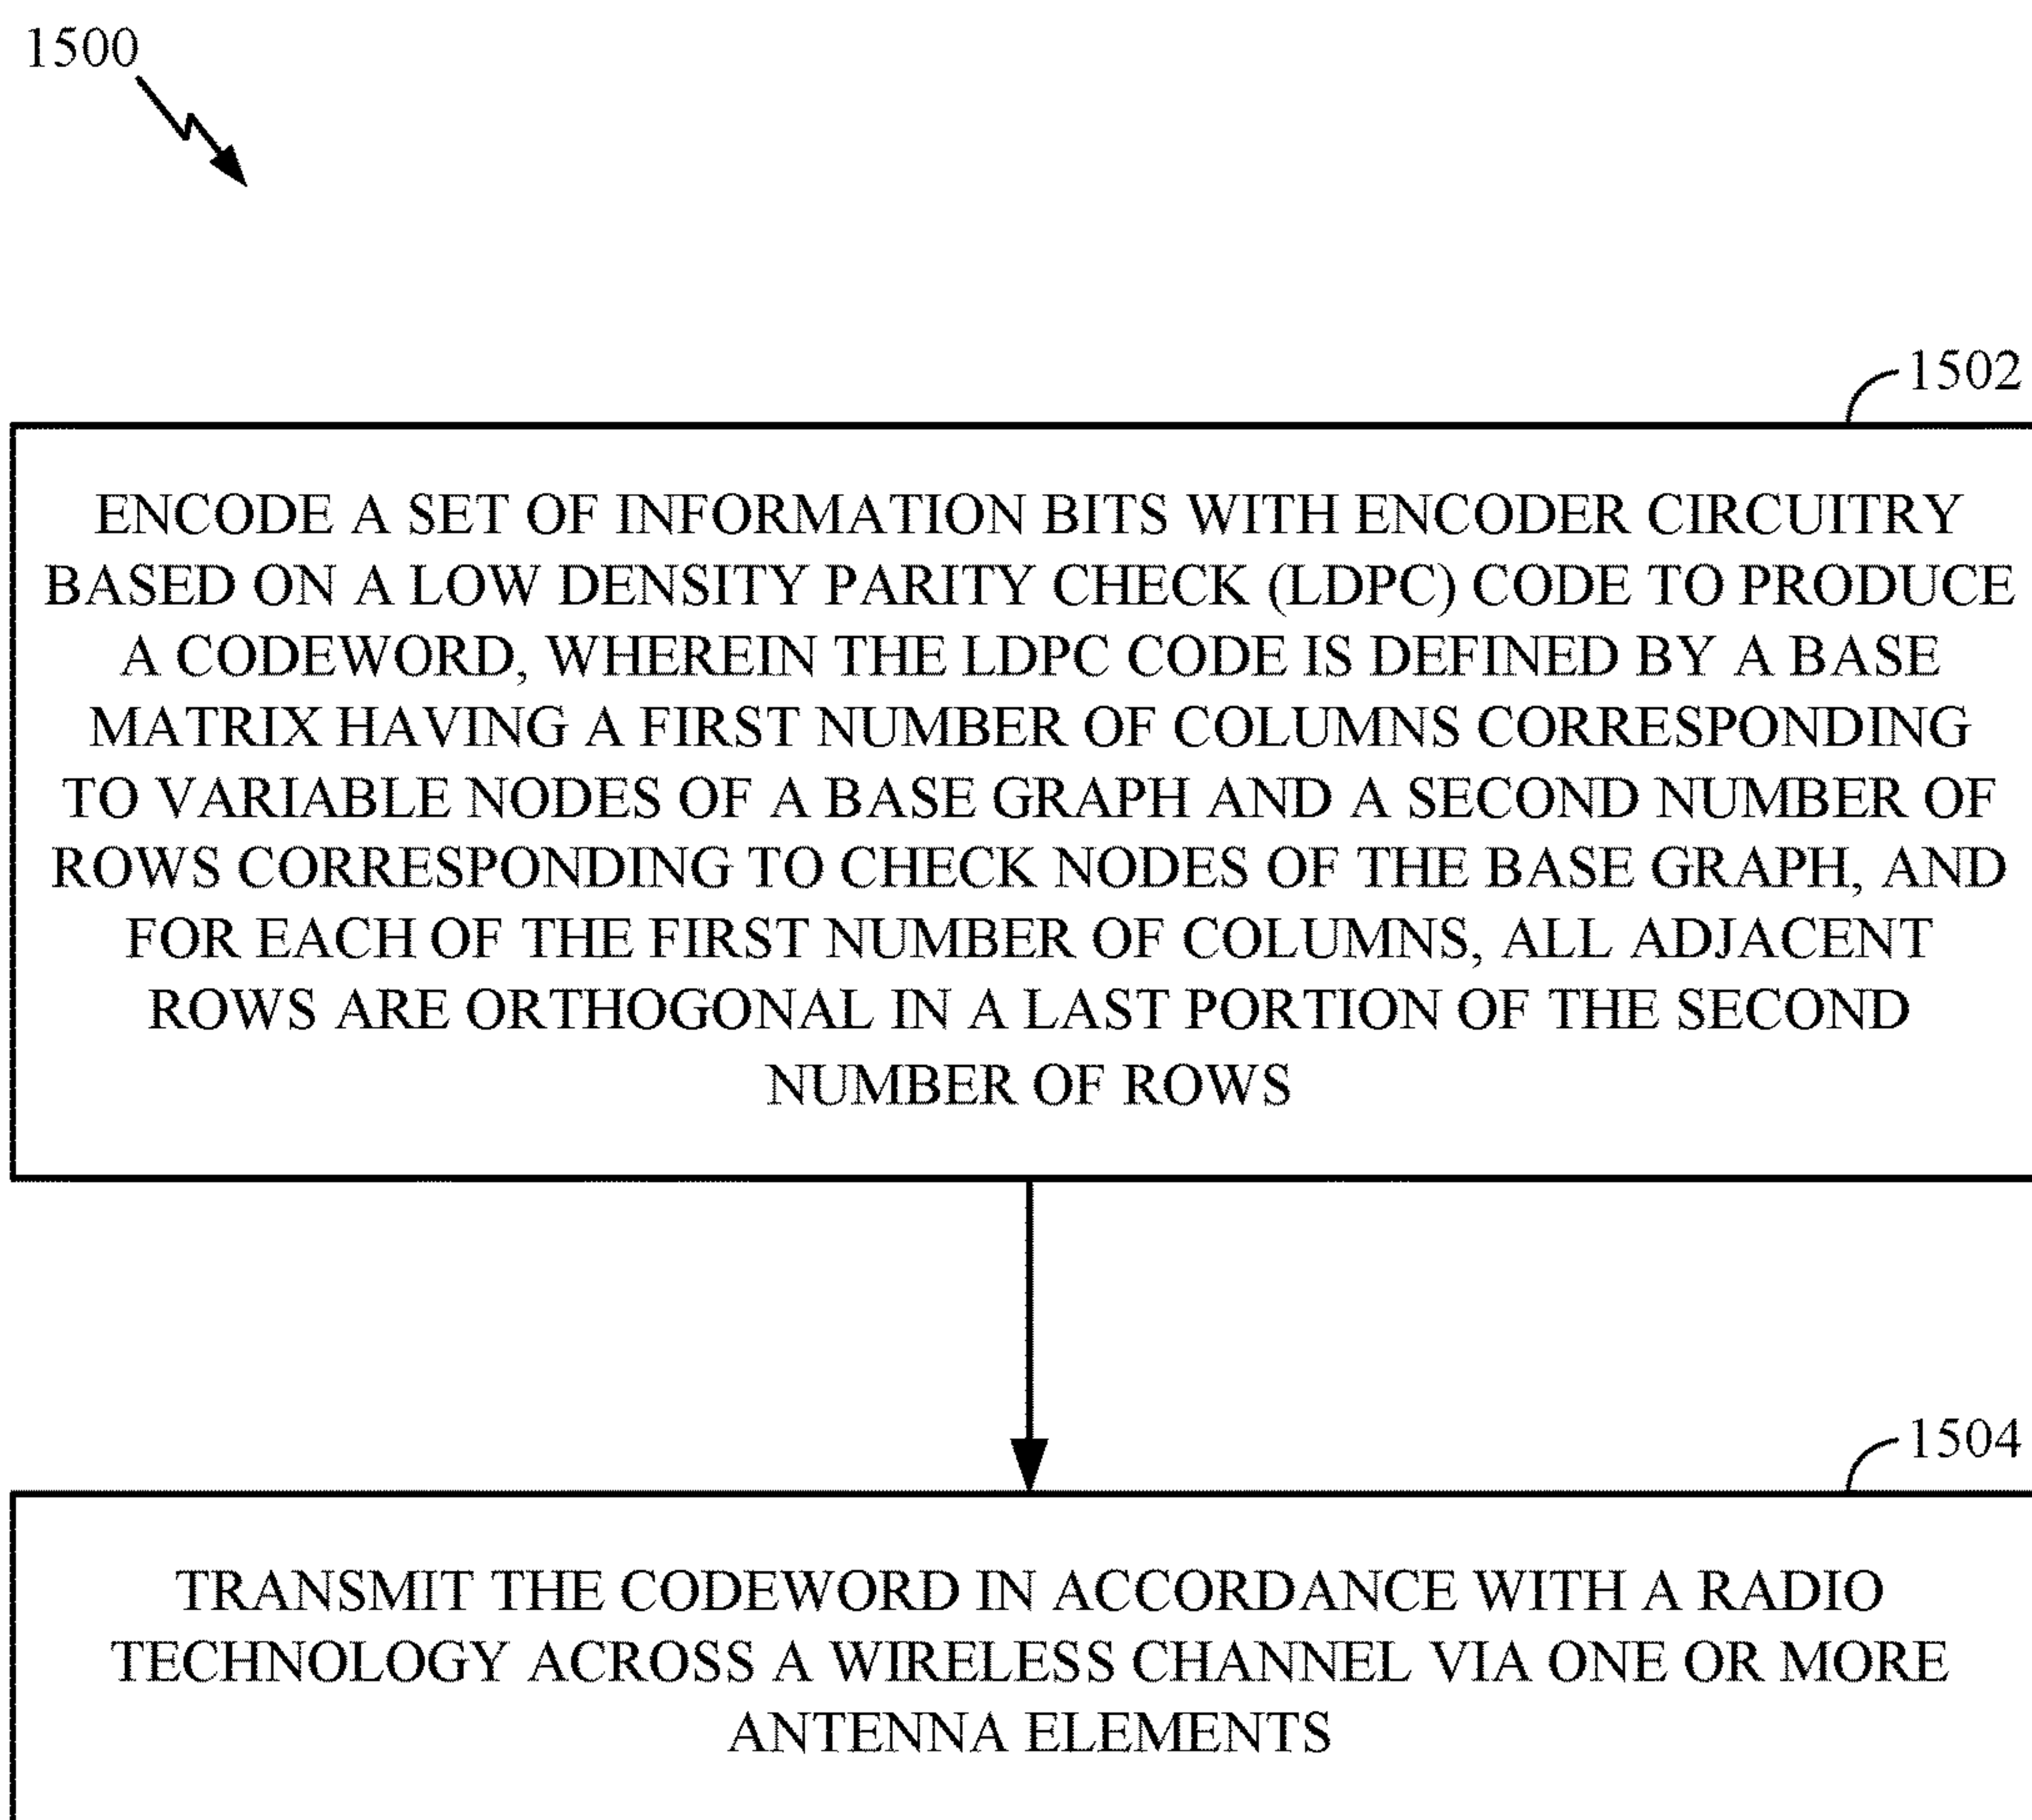 1500
1502
ENCODE A SET OF INFORMATION BITS WITH ENCODER CIRCUITRY
BASED ON A LOW DENSITY PARITY CHECK (LDPC) CODE TO PRODUCE
A CODEWORD, WHEREIN THE LDPC CODE IS DEFINED BY A BASE
MATRIX HAVING A FIRST NUMBER OF COLUMNS CORRESPONDING
TO VARIABLE NODES OF A BASE GRAPH AND A SECOND NUMBER OF
ROWS CORRESPONDING TO CHECK NODES OF THE BASE GRAPH, AND
FOR EACH OF THE FIRST NUMBER OF COLUMNS, ALL ADJACENT
ROWS ARE ORTHOGONAL IN A LAST PORTION OF THE SECOND
NUMBER OF ROWS
1504
TRANSMIT THE CODEWORD IN ACCORDANCE WITH A RADIO
TECHNOLOGY ACROSS A WIRELESS CHANNEL VIA ONE OR MORE
ANTENNA ELEMENTS